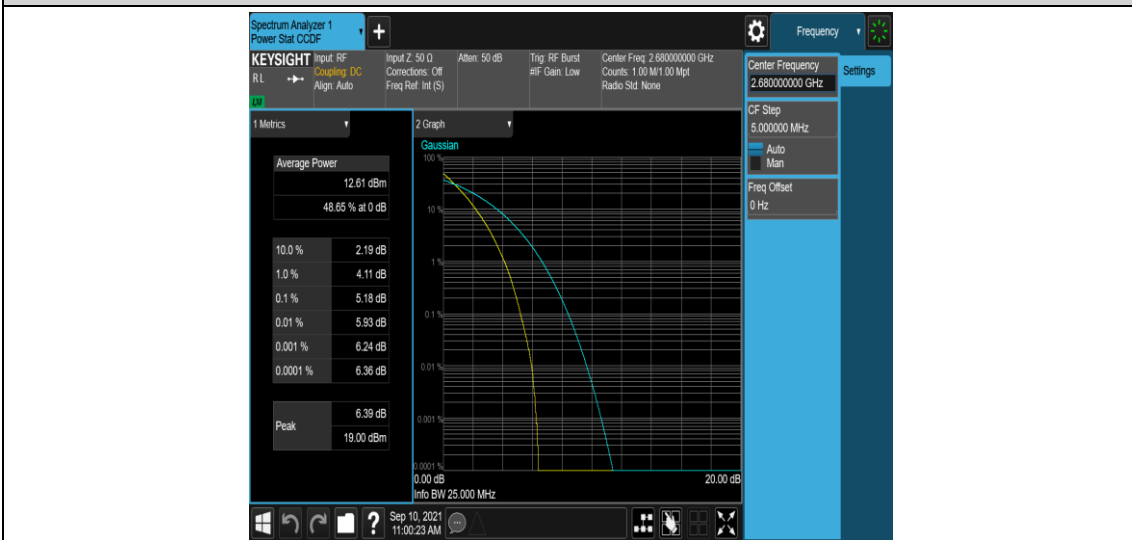 Spectrum Analyzer 1
Power Stat CCDF
+
Frequency
KEYSIGHT
RL
LXI
Input: RF
Coupling: DC
Align: Auto
Input Z: 50 Ω
Corrections: Off
Freq Ref: Int (S)
Atten: 50 dB
Trig: RF Burst
#IF Gain: Low
Center Freq: 2.680000000 GHz
Counts: 1.00 M/1.00 Mpt
Radio Std: None
Center Frequency
2.680000000 GHz
Settings
CF Step
5.000000 MHz
Auto
Man
Freq Offset
0 Hz
1 Metrics
Average Power
12.61 dBm
48.65 % at 0 dB
10.0 % 2.19 dB
1.0 % 4.11 dB
0.1 % 5.18 dB
0.01 % 5.93 dB
0.001 % 6.24 dB
0.0001 % 6.36 dB
Peak
6.39 dB
19.00 dBm
2 Graph
Gaussian
100 %
10 %
1 %
0.1 %
0.01 %
0.001 %
0.0001 %
0.00 dB 20.00 dB
Info BW 25.000 MHz
?
Sep 10, 2021
11:00:23 AM